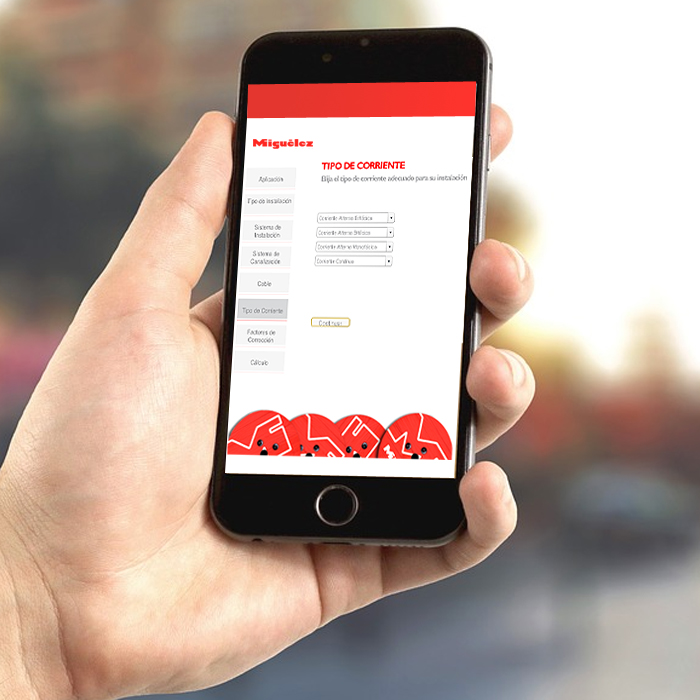 Miguèlez
TIPO DE CORRIENTE
Elija el tipo de corriente adecuado para su instalación
Aplicación
Tipo de Instalación
Sistema de
Instalación
Sistema de
Canalización
Cable
Tipo de Corriente
Factores de
Corrección
Cálculo
Corriente Alterna Trifásica
Corriente Alterna Bifásica
Corriente Alterna Monofásica
Corriente Continua
Continuar